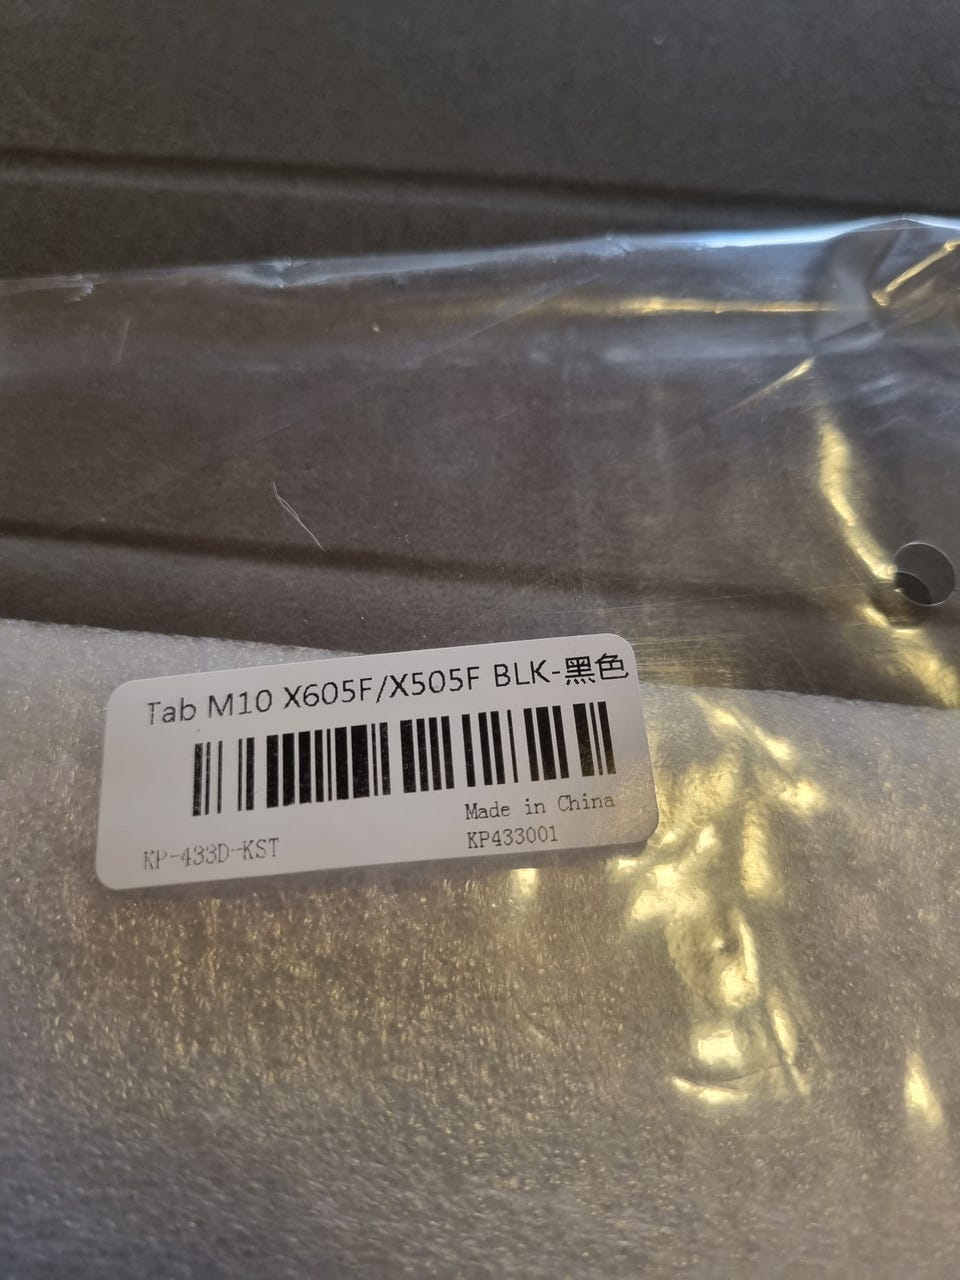 Tab M10 X605F/X505F BLK-黑色
Made in China
KP-433D-KST
KP433001